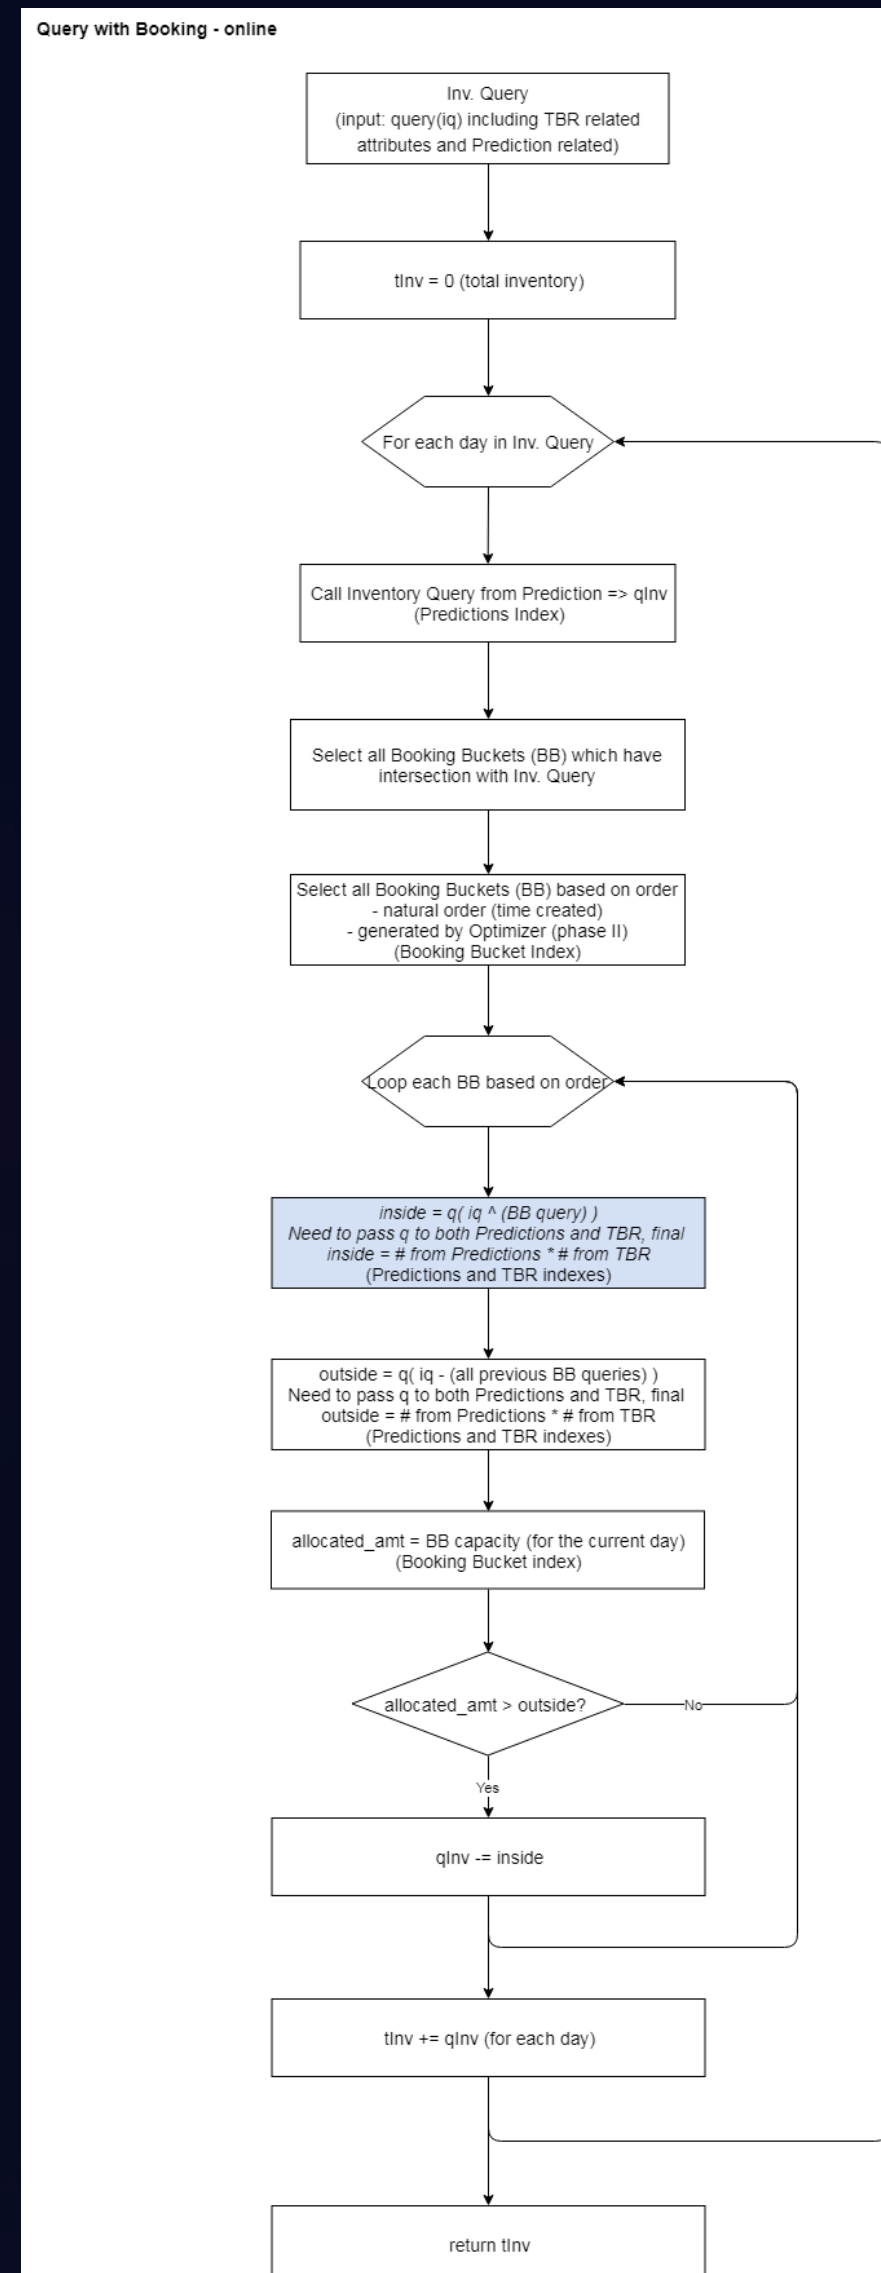 Query with Booking - online
Inv. Query
(input: query(iq) including TBR related
attributes and Prediction related)
tInv = 0 (total inventory)
For each day in Inv. Query
Call Inventory Query from Prediction => qInv
(Predictions Index)
Select all Booking Buckets (BB) which have
intersection with Inv. Query
Select all Booking Buckets (BB) based on order
- natural order (time created)
- generated by Optimizer (phase II)
(Booking Bucket Index)
Loop each BB based on order
inside = q( iq ^ (BB query) )
Need to pass q to both Predictions and TBR, final
inside = # from Predictions * # from TBR
(Predictions and TBR indexes)
outside = q( iq - (all previous BB queries) )
Need to pass q to both Predictions and TBR, final
outside = # from Predictions * # from TBR
(Predictions and TBR indexes)
allocated_amt = BB capacity (for the current day)
(Booking Bucket index)
allocated_amt > outside?
No
Yes
qInv -= inside
tInv += qInv (for each day)
return tInv